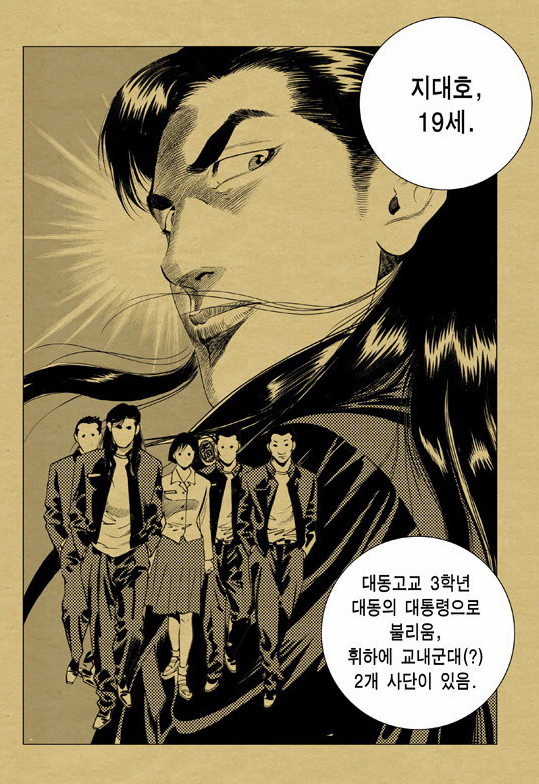 지대호,
19세.
대동고교 3학년
대동의 대통령으로
불리움,
휘하에 교내군대(?)
2개 사단이 있음.